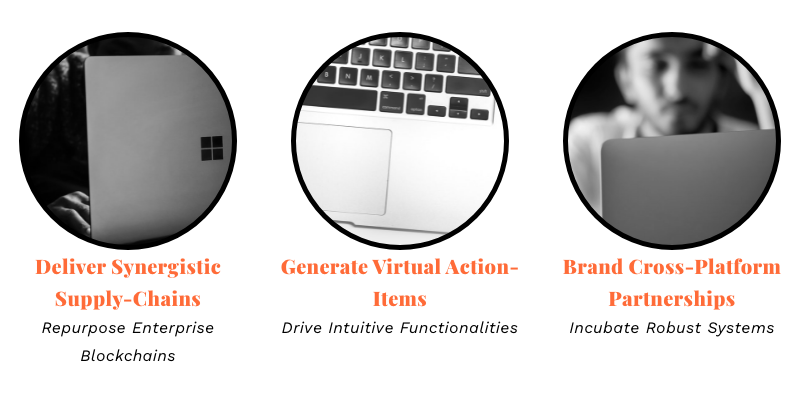 Deliver Synergistic
Supply-Chains
Repurpose Enterprise
Blockchains
Generate Virtual Action-
Items
Drive Intuitive Functionalities
Brand Cross-Platform
Partnerships
Incubate Robust Systems